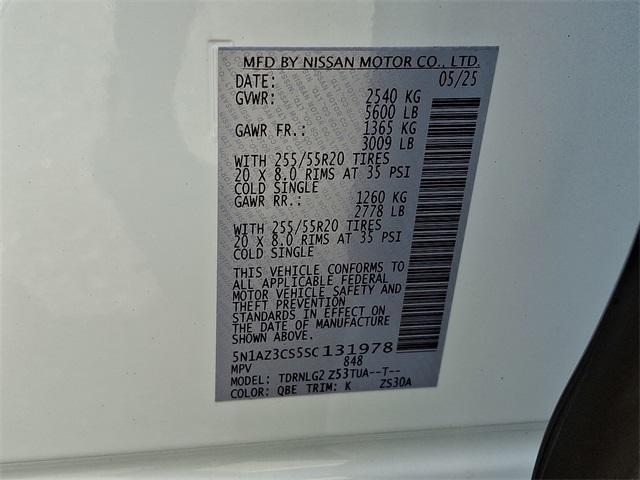 MFD BY NISSAN MOTOR CO., LTD.
DATE: 05/25
GVWR: 2540 KG
5600 LB
GAWR FR.: 1365 KG
3009 LB
WITH 255/55R20 TIRES
20 X 8.0 RIMS AT 35 PSI
COLD SINGLE
GAWR RR.: 1260 KG
2778 LB
WITH 255/55R20 TIRES
20 X 8.0 RIMS AT 35 PSI
COLD SINGLE
THIS VEHICLE CONFORMS TO
ALL APPLICABLE FEDERAL
MOTOR VEHICLE SAFETY AND
THEFT PREVENTION
STANDARDS IN EFFECT ON
THE DATE OF MANUFACTURE
SHOWN ABOVE.
5N1AZ3CS5SC131978
MPV 848
MODEL: TDRNLG2 Z53TUA--T--
COLOR: QBE TRIM: K ZS30A